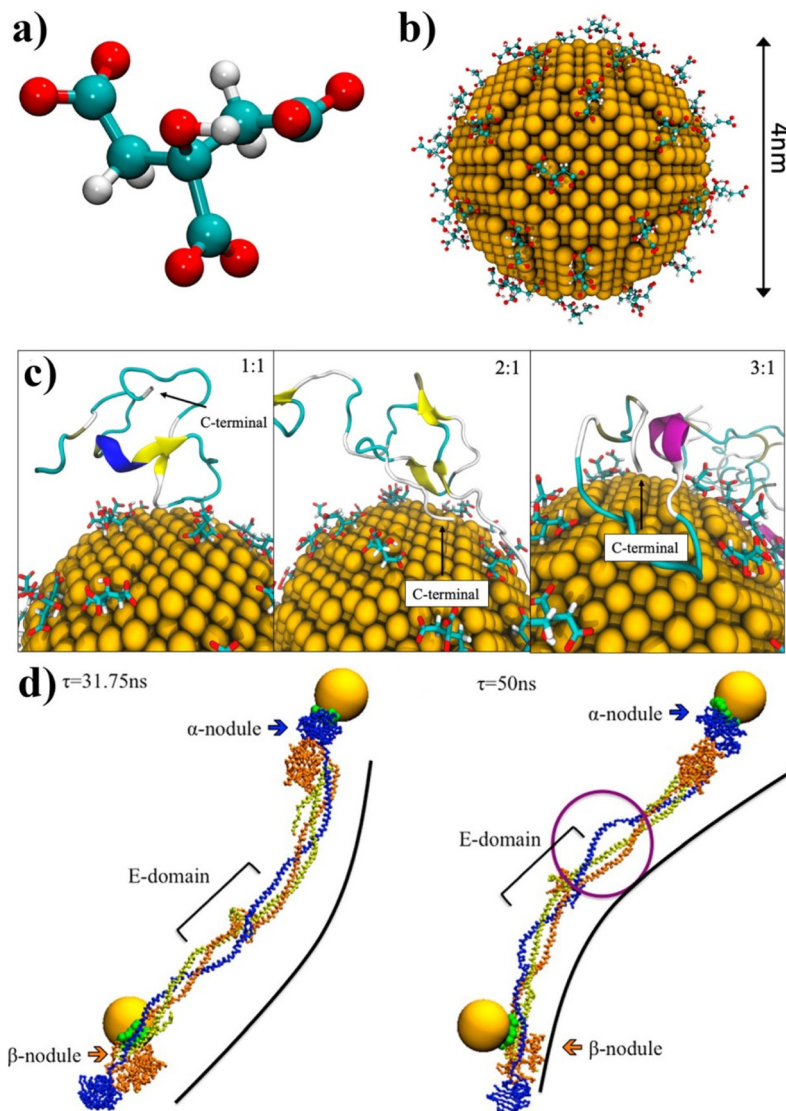 a)
b)
4nm
c)
1:1
C-terminal
2:1
C-terminal
3:1
C-terminal
d)
τ=31.75ns
α-nodule
E-domain
β-nodule
τ=50ns
α-nodule
E-domain
β-nodule